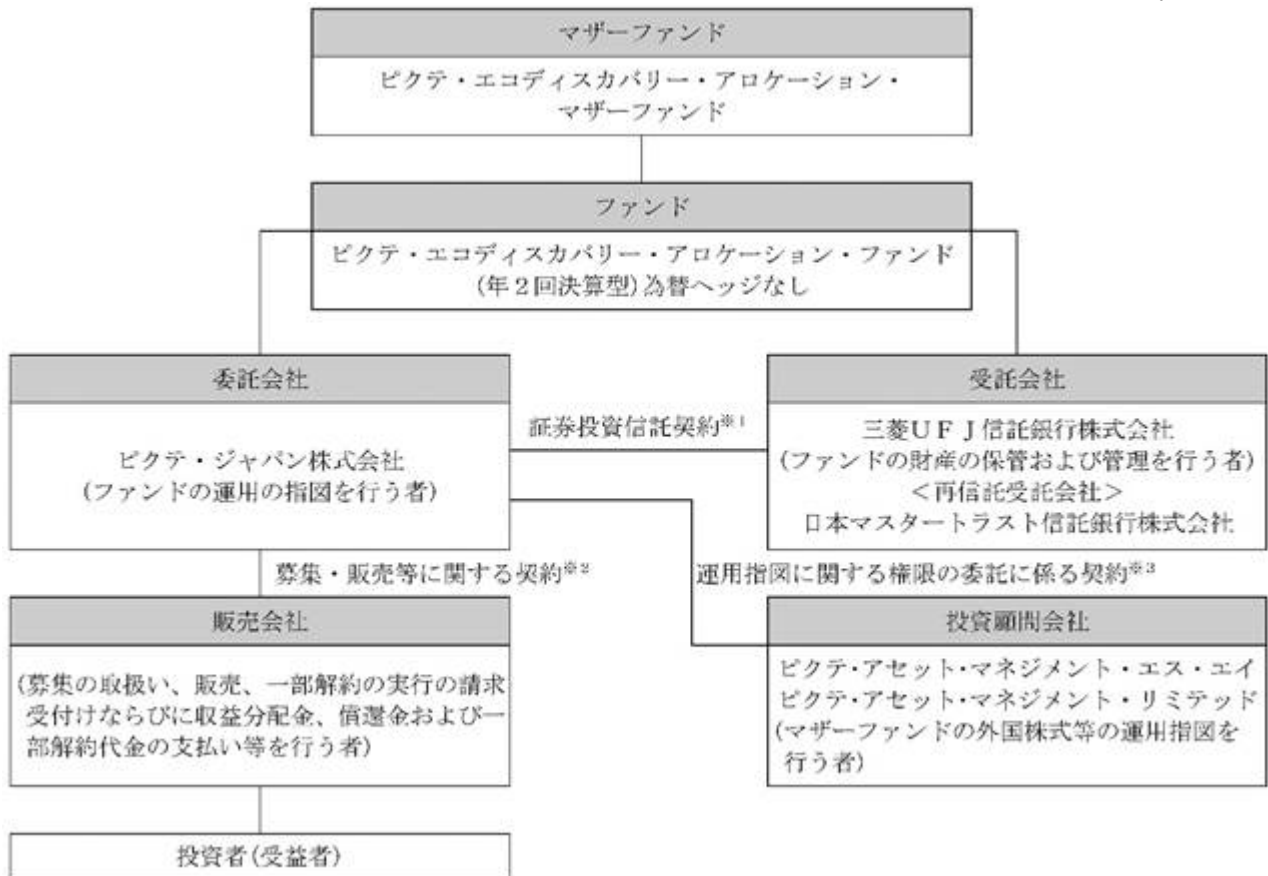 マザーファンド
ピクテ・エコディスカバリー・アロケーション・
マザーファンド
ファンド
ピクテ・エコディスカバリー・アロケーション・ファンド
(年２回決算型)為替ヘッジなし
委託会社
ピクテ・ジャパン株式会社
(ファンドの運用の指図を行う者)
証券投資信託契約※1
受託会社
三菱ＵＦＪ信託銀行株式会社
(ファンドの財産の保管および管理を行う者)
＜再信託受託会社＞
日本マスタートラスト信託銀行株式会社
募集・販売等に関する契約※2
運用指図に関する権限の委託に係る契約※3
販売会社
(募集の取扱い、販売、一部解約の実行の請求
受付けならびに収益分配金、償還金および一
部解約代金の支払い等を行う者)
投資顧問会社
ピクテ・アセット・マネジメント・エス・エイ
ピクテ・アセット・マネジメント・リミテッド
(マザーファンドの外国株式等の運用指図を
行う者)
投資者(受益者)